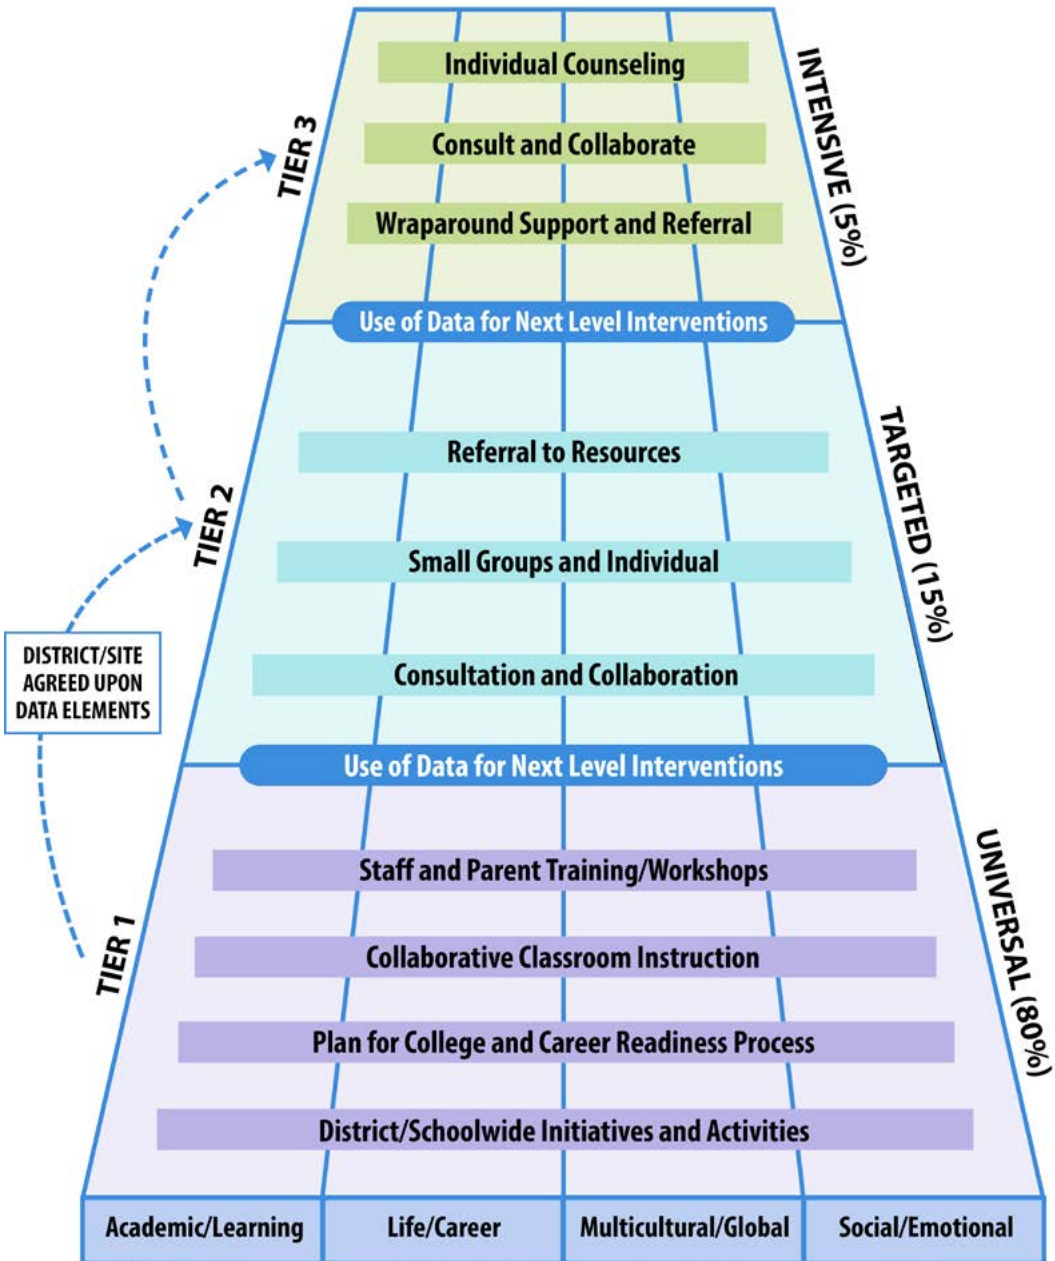 Individual Counseling
Consult and Collaborate
Wraparound Support and Referral
TIER 3
INTENSIVE (5%)
Use of Data for Next Level Interventions
Referral to Resources
Small Groups and Individual
Consultation and Collaboration
TIER 2
TARGETED (15%)
DISTRICT/SITE
AGREED UPON
DATA ELEMENTS
Use of Data for Next Level Interventions
Staff and Parent Training/Workshops
Collaborative Classroom Instruction
Plan for College and Career Readiness Process
District/Schoolwide Initiatives and Activities
TIER 1
UNIVERSAL (80%)
Academic/Learning
Life/Career
Multicultural/Global
Social/Emotional